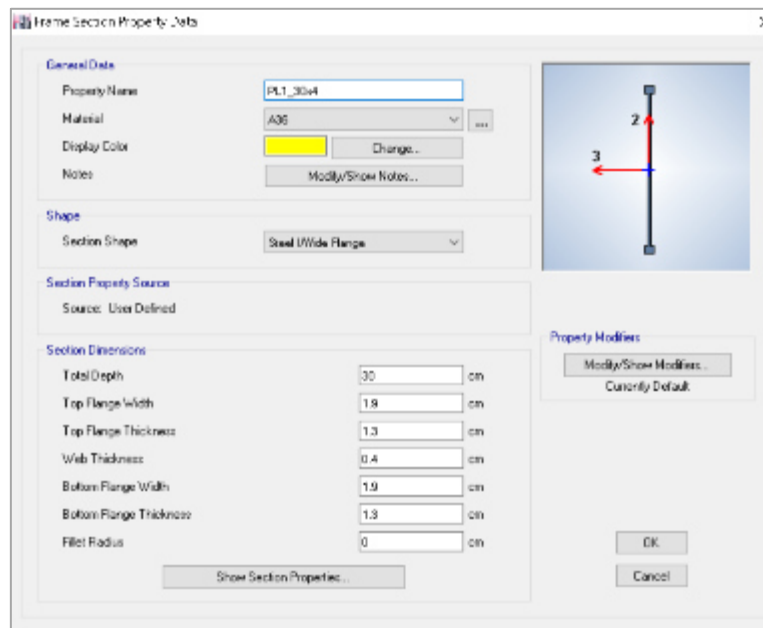 Frame Section Property Data
General Data
Property Name
PL1_30x4
Material
A36
...
Display Color
Change...
Notes
Modify/Show Notes...
Shape
Section Shape
Steel I/Wide Flange
Section Property Source
Source: User Defined
Section Dimensions
Total Depth
30
cm
Top Flange Width
1.9
cm
Top Flange Thickness
1.3
cm
Web Thickness
0.4
cm
Bottom Flange Width
1.9
cm
Bottom Flange Thickness
1.3
cm
Fillet Radius
0
cm
Show Section Properties...
2
3
Property Modifiers
Modify/Show Modifiers...
Currently Default
OK
Cancel